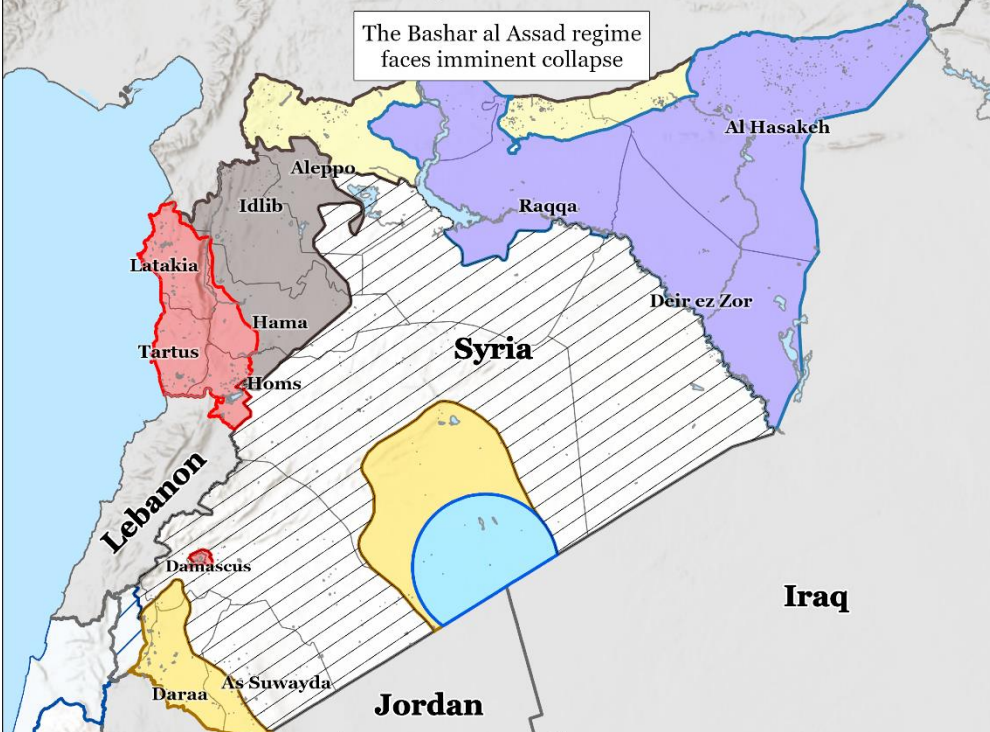 The Bashar al Assad regime
faces imminent collapse
Al Hasakeh
Aleppo
Idlib
Raqqa
Latakia
Deir ez Zor
Hama
Syria
Tartus
Homs
Lebanon
Damascus
Iraq
As Suwayda
Daraa
Jordan